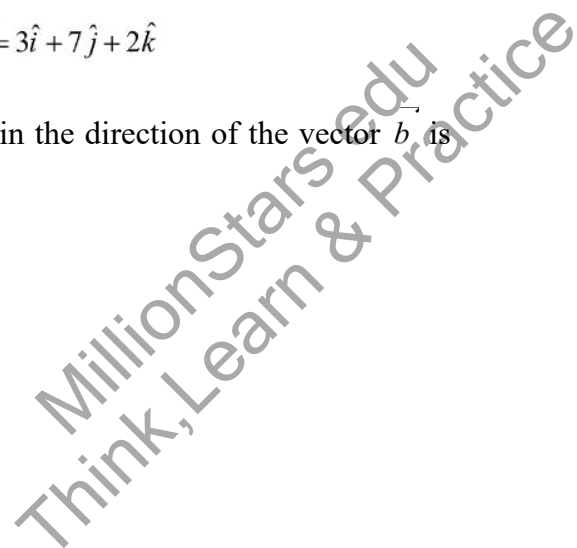 = 3î + 7ĵ + 2k̂
in the direction of the vector b⃗ is
MillionStars edu
Think, Learn & Practice